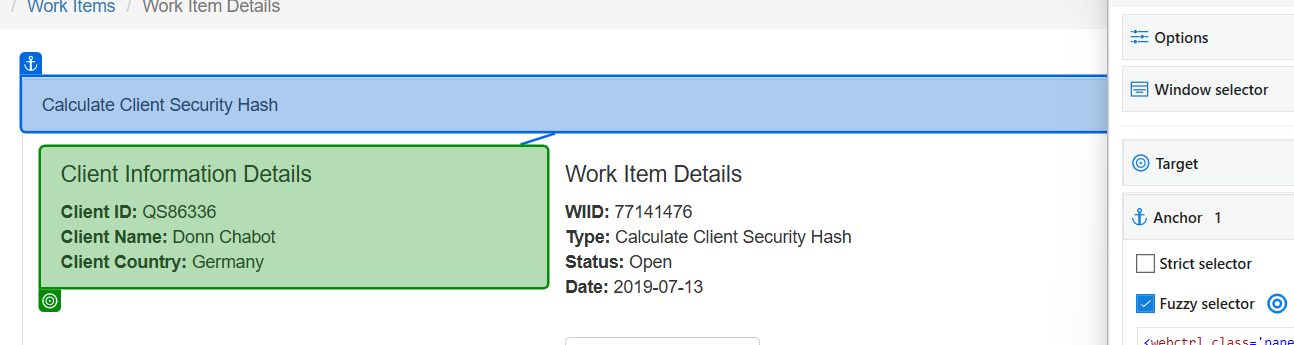 / Work Items / Work Item Details
Calculate Client Security Hash
Client Information Details
Client ID: QS86336
Client Name: Donn Chabot
Client Country: Germany
Work Item Details
WIID: 77141476
Type: Calculate Client Security Hash
Status: Open
Date: 2019-07-13
Options
Window selector
Target
Anchor 1
Strict selector
Fuzzy selector
<webctrl class='pane